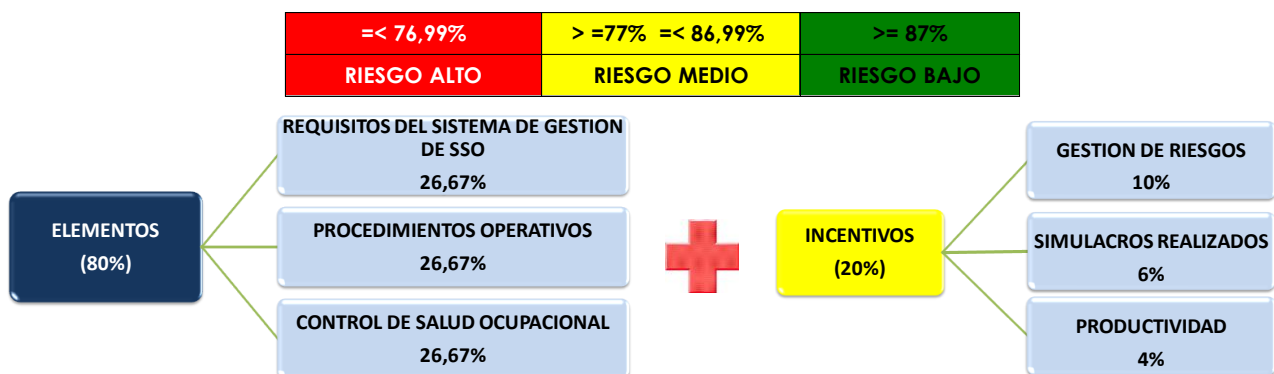 =< 76,99%
> =77% =< 86,99%
>= 87%
RIESGO ALTO
RIESGO MEDIO
RIESGO BAJO
ELEMENTOS
(80%)
REQUISITOS DEL SISTEMA DE GESTION
DE SSO
26,67%
PROCEDIMIENTOS OPERATIVOS
26,67%
CONTROL DE SALUD OCUPACIONAL
26,67%
INCENTIVOS
(20%)
GESTION DE RIESGOS
10%
SIMULACROS REALIZADOS
6%
PRODUCTIVIDAD
4%